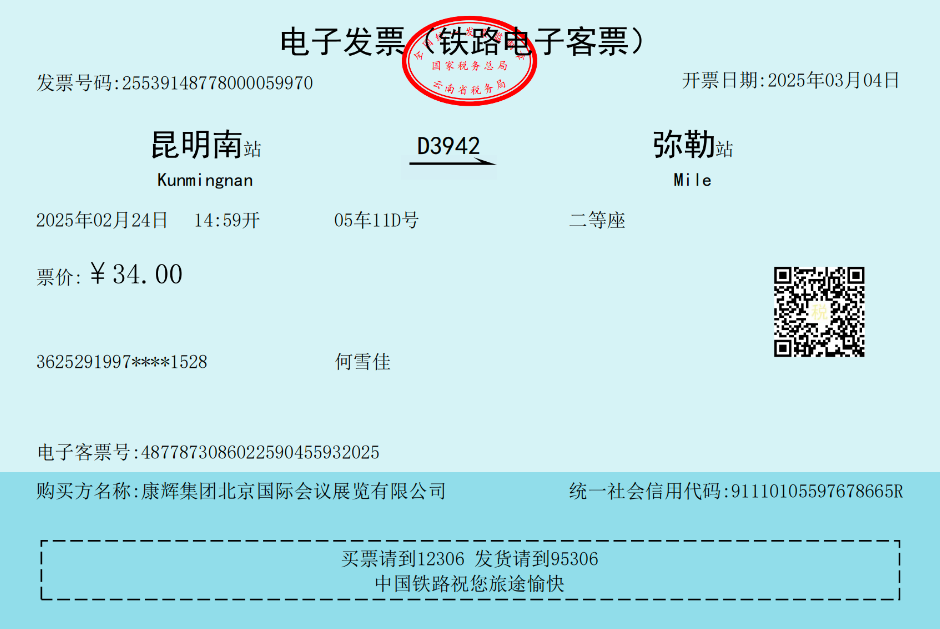 电子发票（铁路电子客票）
国家税务总局
云南省税务局
发票号码:25539148778000059970
开票日期:2025年03月04日
昆明南站
D3942
弥勒站
Kunmingnan
Mile
2025年02月24日 14:59开 05车11D号 二等座
票价:￥34.00
税
3625291997****1528 何雪佳
电子客票号:4877873086022590455932025
购买方名称:康辉集团北京国际会议展览有限公司 统一社会信用代码:91110105597678665R
买票请到12306 发货请到95306
中国铁路祝您旅途愉快